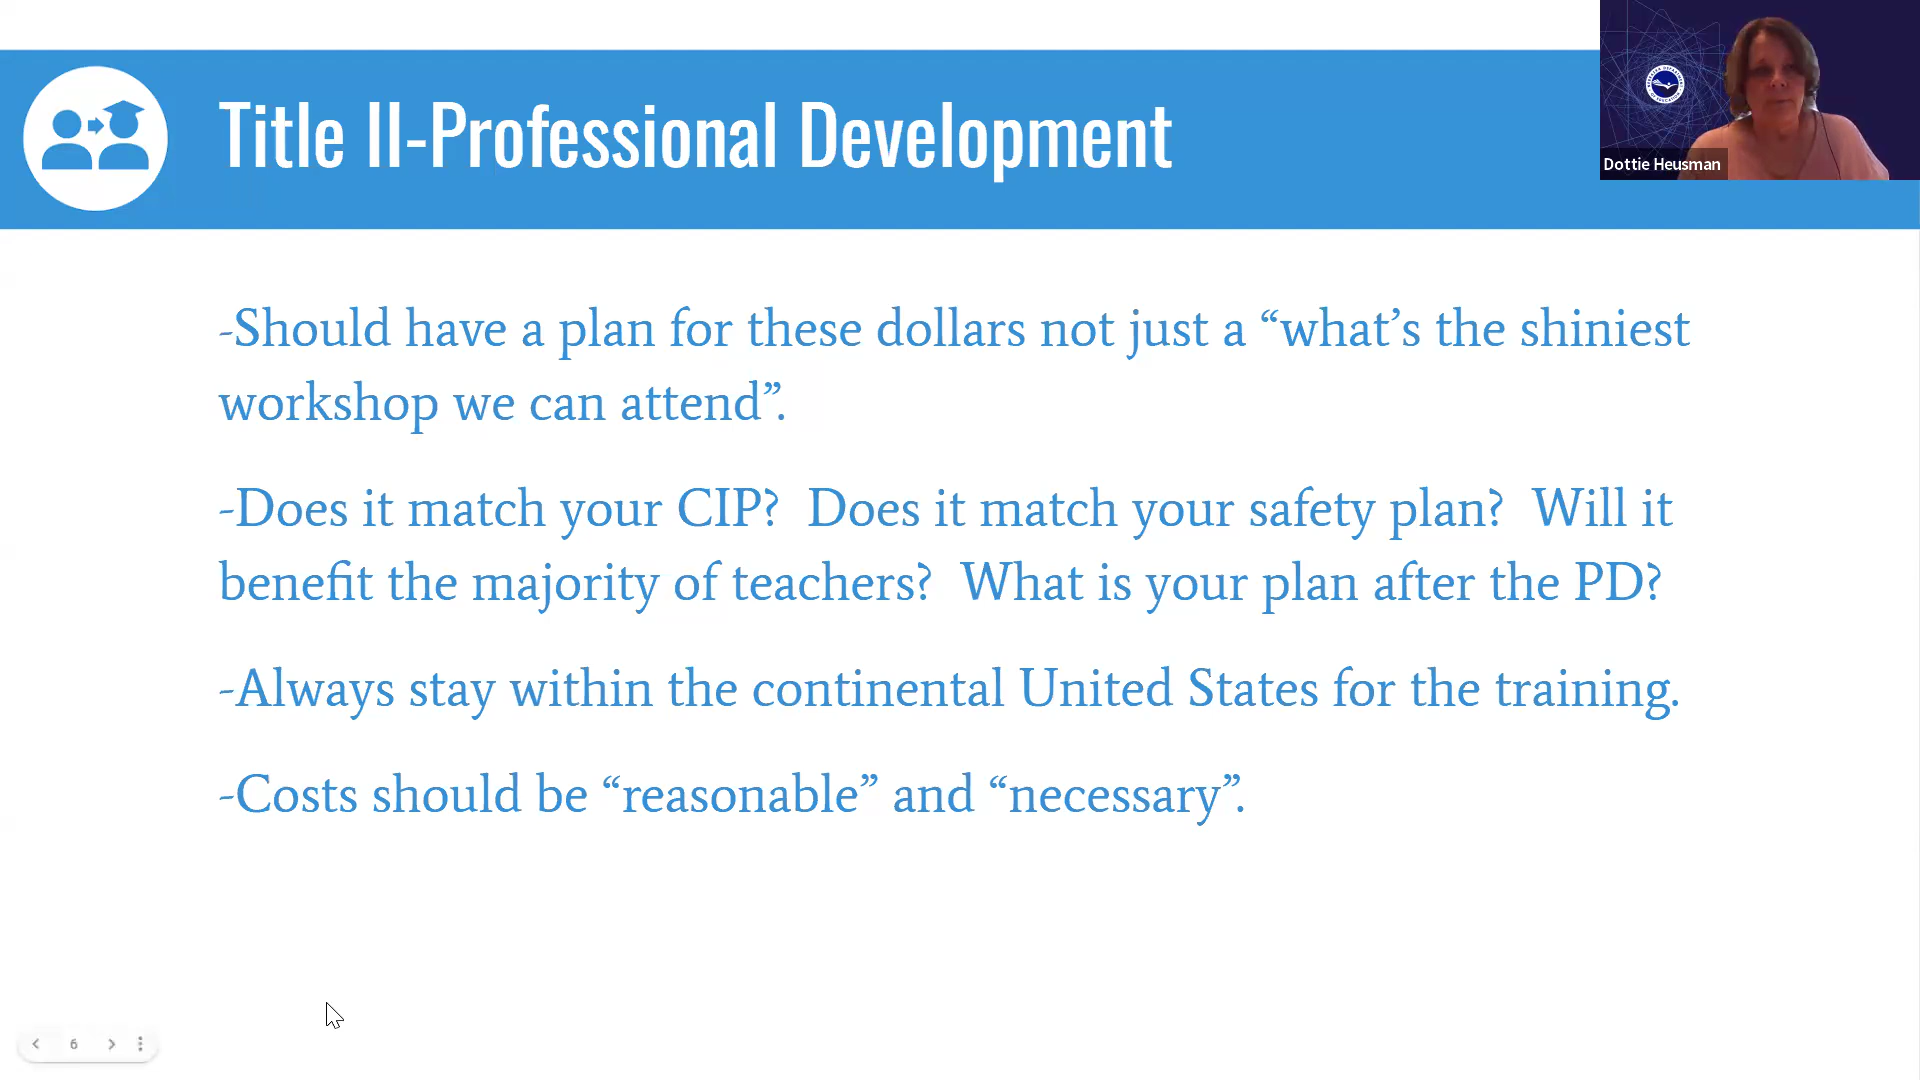 Title II-Professional Development
Dottie Heusman
-Should have a plan for these dollars not just a “what’s the shiniest
workshop we can attend”.
-Does it match your CIP?  Does it match your safety plan?  Will it
benefit the majority of teachers?  What is your plan after the PD?
-Always stay within the continental United States for the training.
-Costs should be “reasonable” and “necessary”.
6